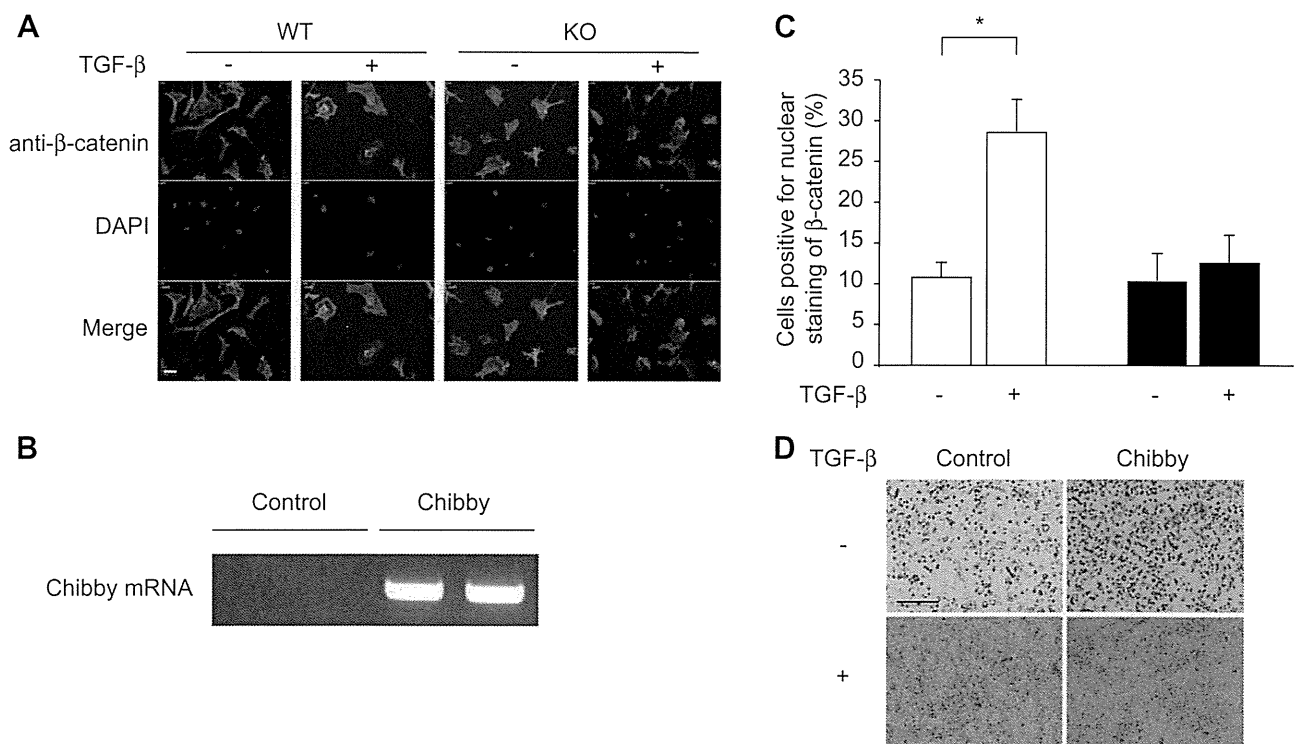 A
WT KO
TGF-β - + - +
anti-β-catenin
DAPI
Merge
B
Control Chibby
Chibby mRNA
C
*
Cells positive for nuclear
staining of β-catenin (%)
35
30
25
20
15
10
5
0
TGF-β - + - +
D
TGF-β Control Chibby
-
+